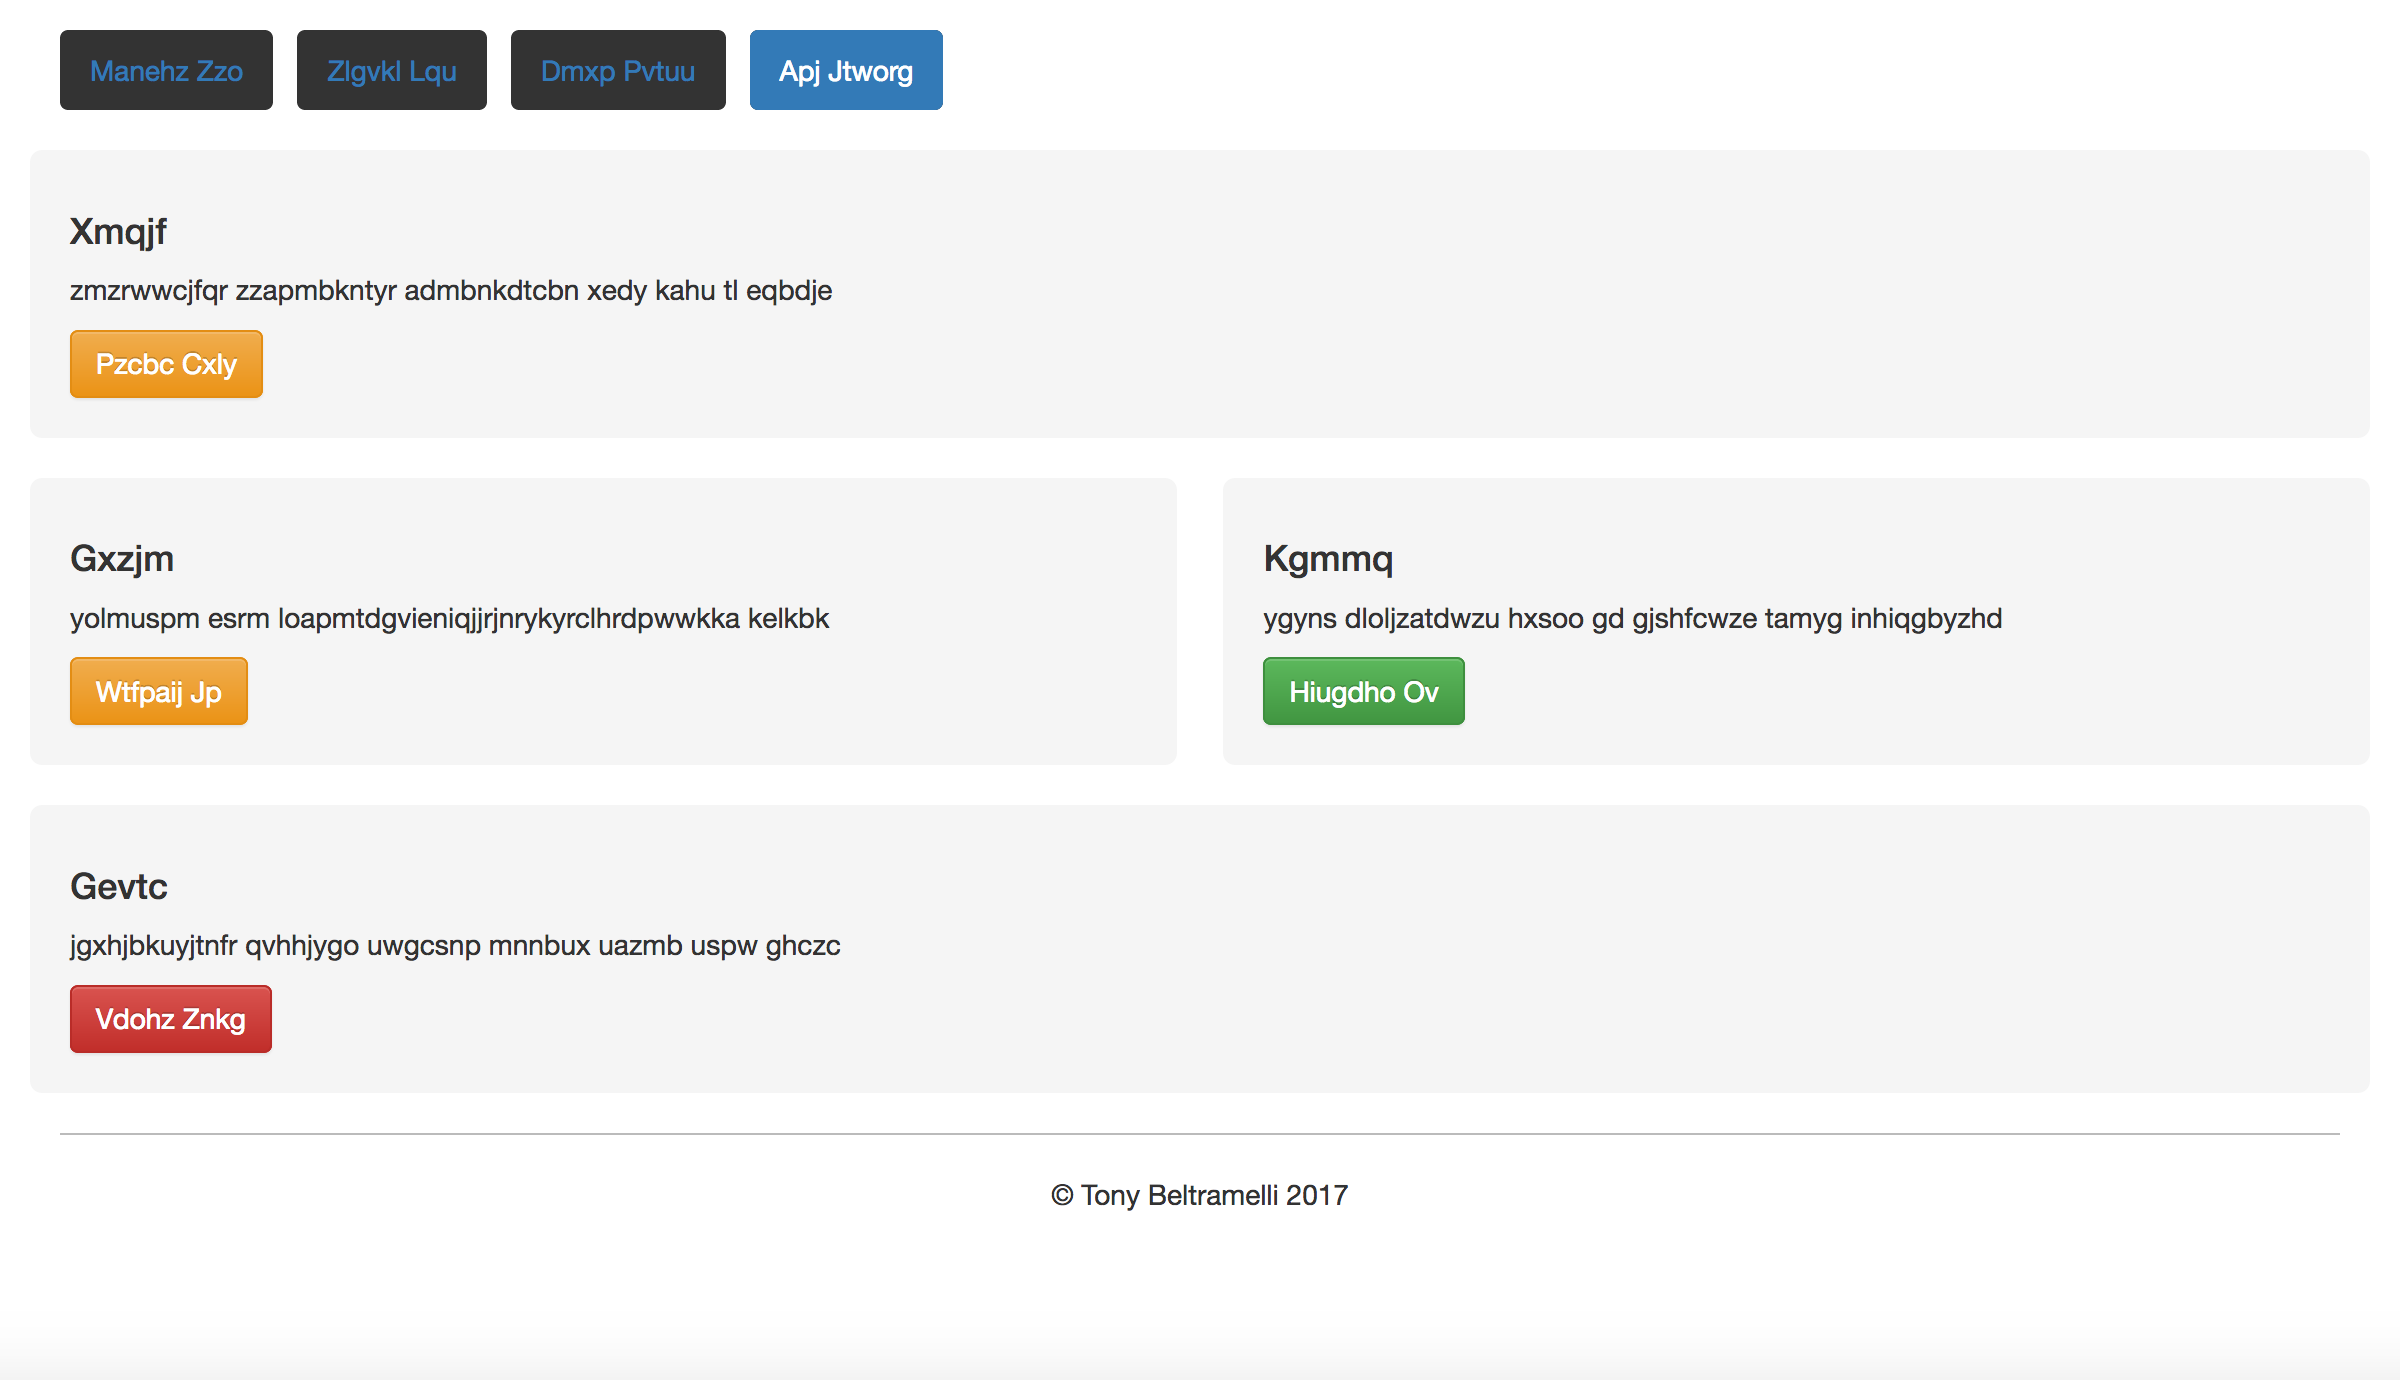 Manehz Zzo Zlgvkl Lqu Dmxp Pvtuu Apj Jtworg
Xmqjf
zmzrwwcjfqr zzapmbkntyr admbnkdtcbn xedy kahu tl eqbdje
Pzcbc Cxly
Gxzjm
yolmuspm esrm loapmtdgvieniqjjrjnrykyrclhrdpwwkka kelkbk
Wtfpaij Jp
Kgmmq
ygyns dloljzatdwzu hxsoo gd gjshfcwze tamyg inhiqgbyzhd
Hiugdho Ov
Gevtc
jgxhjbkuyjtnfr qvhhjygo uwgcsnp mnnbux uazmb uspw ghczc
Vdohz Znkg
© Tony Beltramelli 2017